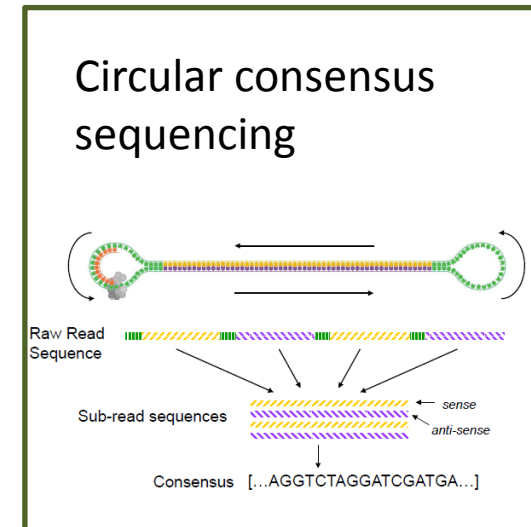 Circular consensus
sequencing
Raw Read
Sequence
Sub-read sequences
sense
anti-sense
Consensus [...AGGTCTAGGATCGATGA...]